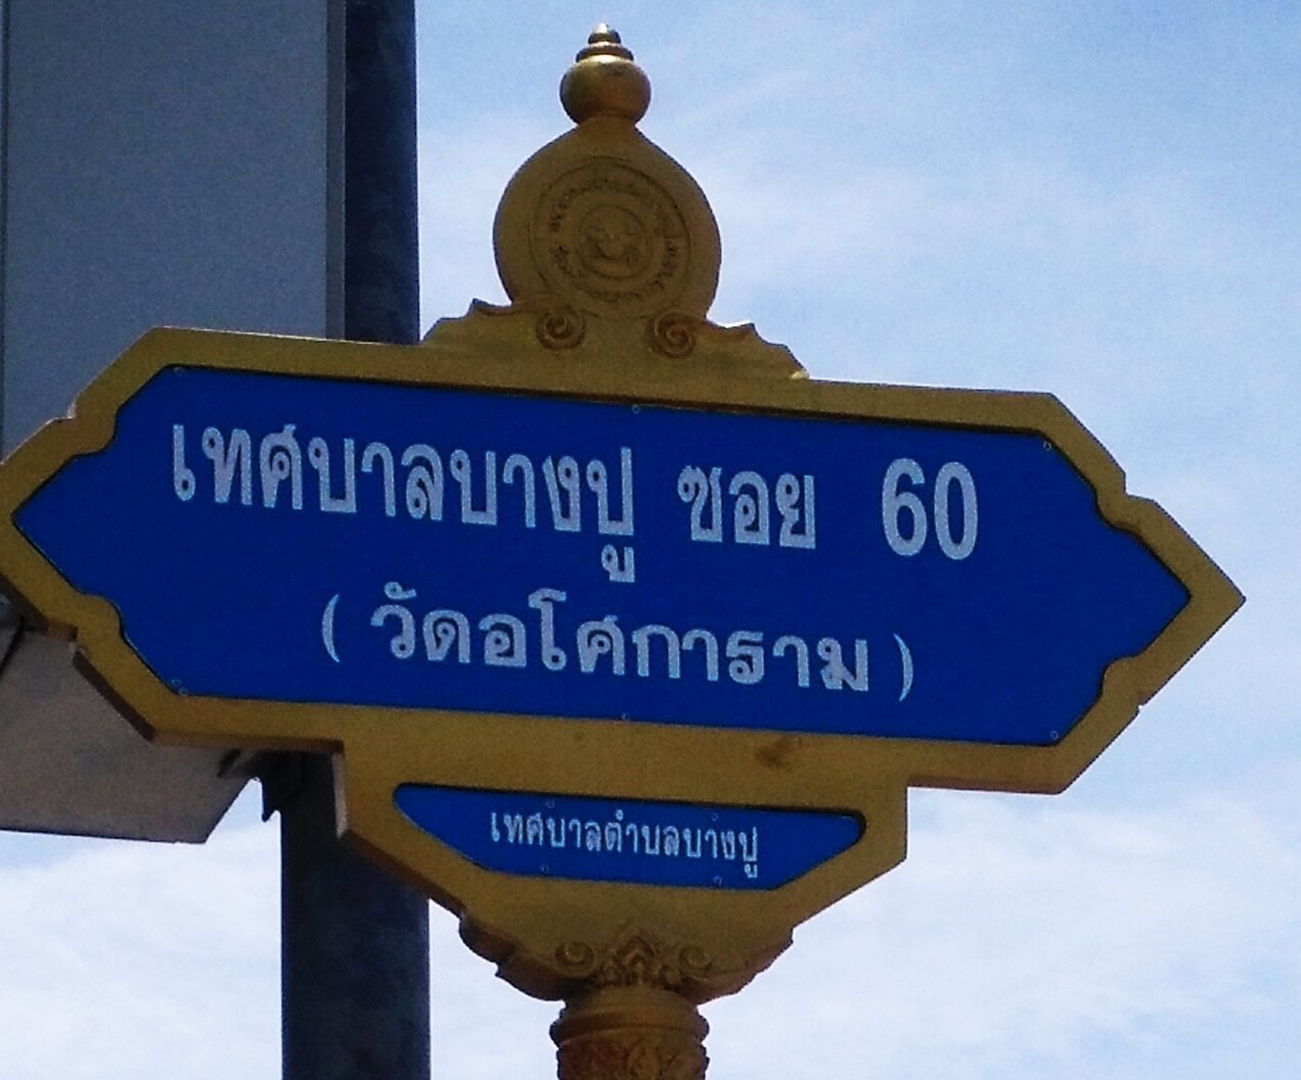 เทศบาลบางปู ซอย 60
( วัดอโศการาม )
เทศบาลตำบลบางปู